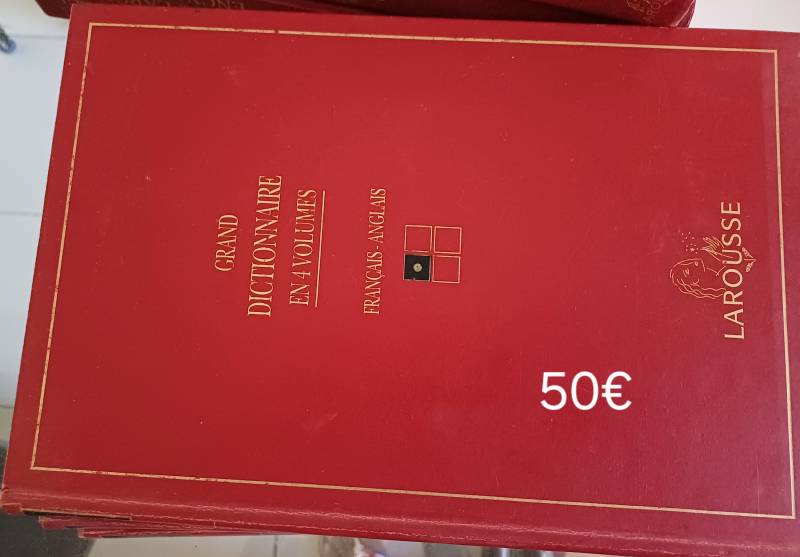 GRAND
DICTIONNAIRE
EN 4 VOLUMES
FRANÇAIS - ANGLAIS
LAROUSSE
50€